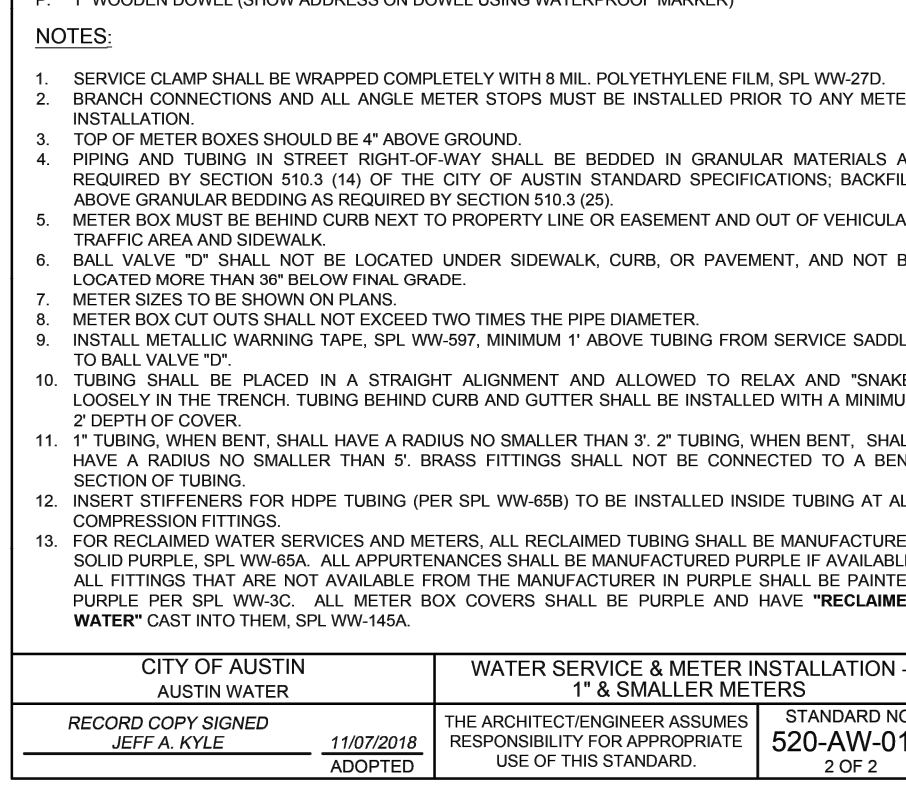 P. 1" WOODEN DOWEL (SHOW ADDRESS ON DOWEL USING WATERPROOF MARKER)
NOTES:
1. SERVICE CLAMP SHALL BE WRAPPED COMPLETELY WITH 8 MIL. POLYETHYLENE FILM, SPL WW-27D.
2. BRANCH CONNECTIONS AND ALL ANGLE METER STOPS MUST BE INSTALLED PRIOR TO ANY METE
INSTALLATION.
3. TOP OF METER BOXES SHOULD BE 4" ABOVE GROUND.
4. PIPING AND TUBING IN STREET RIGHT-OF-WAY SHALL BE BEDDED IN GRANULAR MATERIALS A
REQUIRED BY SECTION 510.3 (14) OF THE CITY OF AUSTIN STANDARD SPECIFICATIONS; BACKFIL
ABOVE GRANULAR BEDDING AS REQUIRED BY SECTION 510.3 (25).
5. METER BOX MUST BE BEHIND CURB NEXT TO PROPERTY LINE OR EASEMENT AND OUT OF VEHICULA
TRAFFIC AREA AND SIDEWALK.
6. BALL VALVE "D" SHALL NOT BE LOCATED UNDER SIDEWALK, CURB, OR PAVEMENT, AND NOT B
LOCATED MORE THAN 36" BELOW FINAL GRADE.
7. METER SIZES TO BE SHOWN ON PLANS.
8. METER BOX CUT OUTS SHALL NOT EXCEED TWO TIMES THE PIPE DIAMETER.
9. INSTALL METALLIC WARNING TAPE, SPL WW-597, MINIMUM 1' ABOVE TUBING FROM SERVICE SADDL
TO BALL VALVE "D".
10. TUBING SHALL BE PLACED IN A STRAIGHT ALIGNMENT AND ALLOWED TO RELAX AND "SNAKE
LOOSELY IN THE TRENCH. TUBING BEHIND CURB AND GUTTER SHALL BE INSTALLED WITH A MINIMU
2' DEPTH OF COVER.
11. 1" TUBING, WHEN BENT, SHALL HAVE A RADIUS NO SMALLER THAN 3'. 2" TUBING, WHEN BENT, SHAL
HAVE A RADIUS NO SMALLER THAN 5'. BRASS FITTINGS SHALL NOT BE CONNECTED TO A BEN
SECTION OF TUBING.
12. INSERT STIFFENERS FOR HDPE TUBING (PER SPL WW-65B) TO BE INSTALLED INSIDE TUBING AT AL
COMPRESSION FITTINGS.
13. FOR RECLAIMED WATER SERVICES AND METERS, ALL RECLAIMED TUBING SHALL BE MANUFACTURE
SOLID PURPLE, SPL WW-65A. ALL APPURTENANCES SHALL BE MANUFACTURED PURPLE IF AVAILABL
ALL FITTINGS THAT ARE NOT AVAILABLE FROM THE MANUFACTURER IN PURPLE SHALL BE PAINTE
PURPLE PER SPL WW-3C. ALL METER BOX COVERS SHALL BE PURPLE AND HAVE "RECLAIME
WATER" CAST INTO THEM, SPL WW-145A.
CITY OF AUSTIN
AUSTIN WATER
WATER SERVICE & METER INSTALLATION -
1" & SMALLER METERS
RECORD COPY SIGNED
JEFF A. KYLE
11/07/2018
ADOPTED
THE ARCHITECT/ENGINEER ASSUMES
RESPONSIBILITY FOR APPROPRIATE
USE OF THIS STANDARD.
STANDARD NO
520-AW-01
2 OF 2